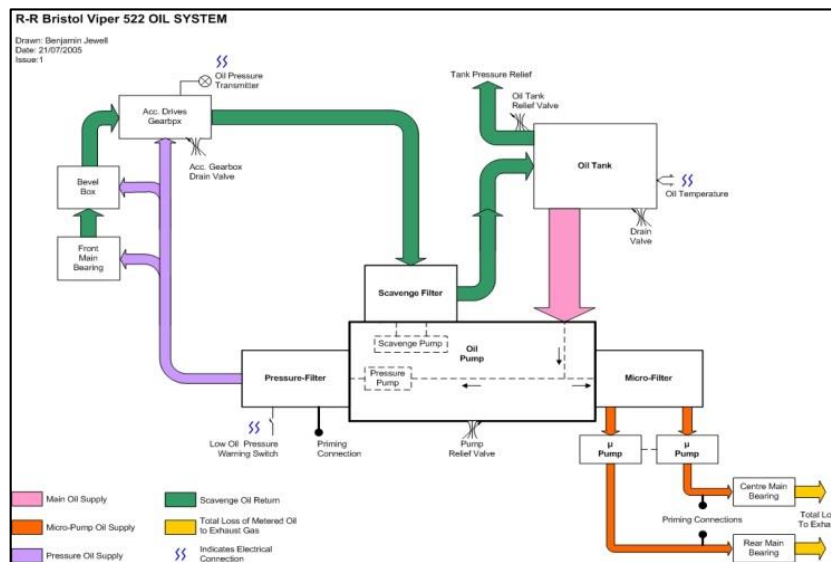 R-R Bristol Viper 522 OIL SYSTEM
Drawn: Benjamin Jewell
Date: 21/07/2005
Issue:1
Oil Pressure
Transmitter
Acc. Drives
Gearbpx
Acc. Gearbox
Drain Valve
Bevel
Box
Front
Main
Bearing
Tank Pressure Relief
Oil Tank
Relief Valve
Oil Tank
Oil Temperature
Drain
Valve
Scavenge Filter
Scavenge Pump
Oil
Pump
Pressure
Pump
Pressure-Filter
Micro-Filter
Low Oil Pressure
Warning Switch
Priming
Connection
Pump
Relief Valve
µ
Pump
µ
Pump
Centre Main
Bearing
Priming Connections
Rear Main
Bearing
Total Lo
To Exha
Main Oil Supply
Micro-Pump Oil Supply
Pressure Oil Supply
Scavenge Oil Return
Total Loss of Metered Oil
to Exhaust Gas
Indicates Electrical
Connection